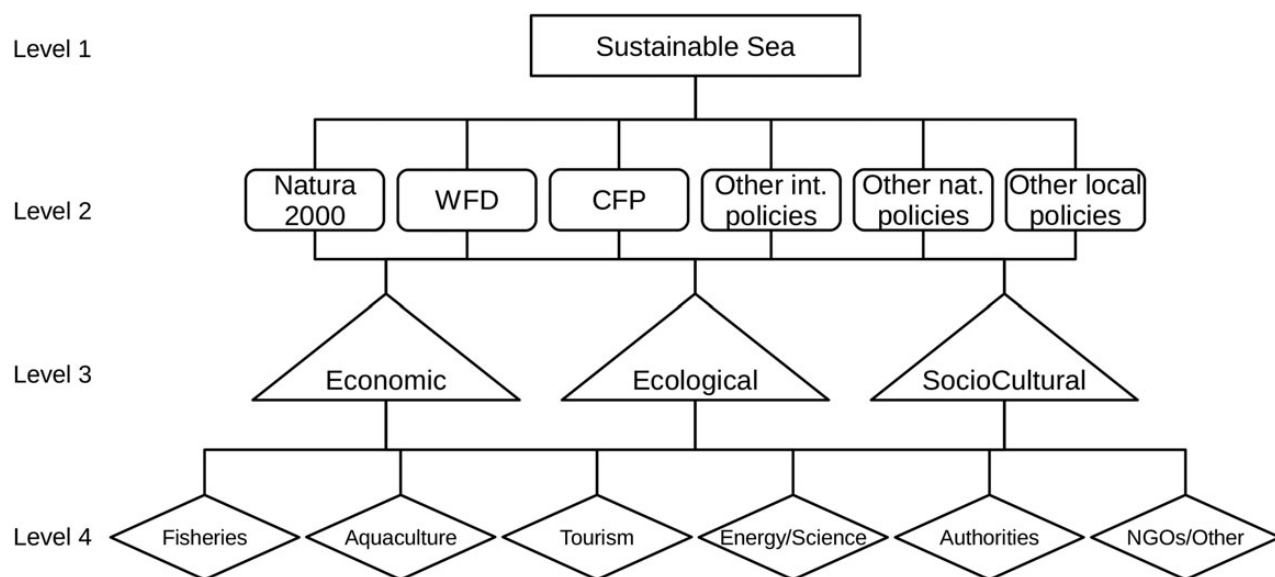 Level 1
Sustainable Sea
Level 2
Natura
2000
WFD
CFP
Other int.
policies
Other nat.
policies
Other local
policies
Level 3
Economic
Ecological
SocioCultural
Level 4
Fisheries
Aquaculture
Tourism
Energy/Science
Authorities
NGOs/Other